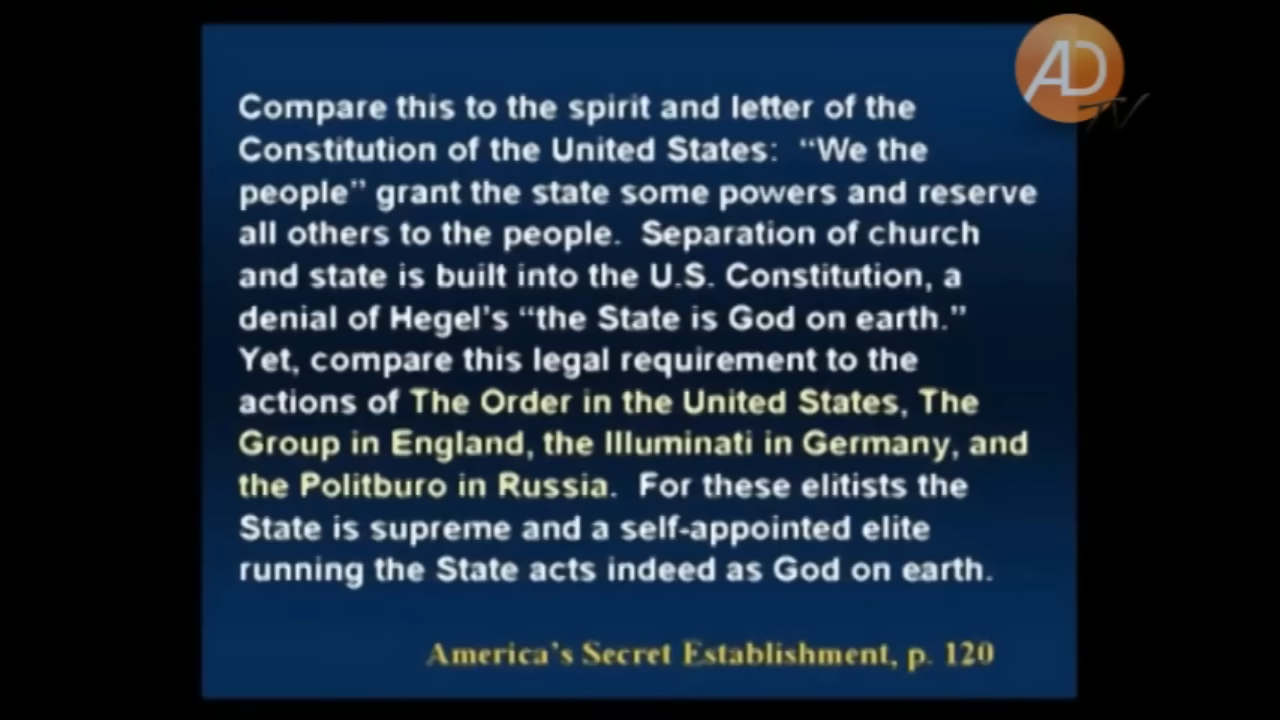 AD
TV
Compare this to the spirit and letter of the
Constitution of the United States:  “We the
people” grant the state some powers and reserve
all others to the people.  Separation of church
and state is built into the U.S. Constitution, a
denial of Hegel’s “the State is God on earth.”
Yet, compare this legal requirement to the
actions of The Order in the United States, The
Group in England, the Illuminati in Germany, and
the Politburo in Russia.  For these elitists the
State is supreme and a self-appointed elite
running the State acts indeed as God on earth.
America’s Secret Establishment, p. 120